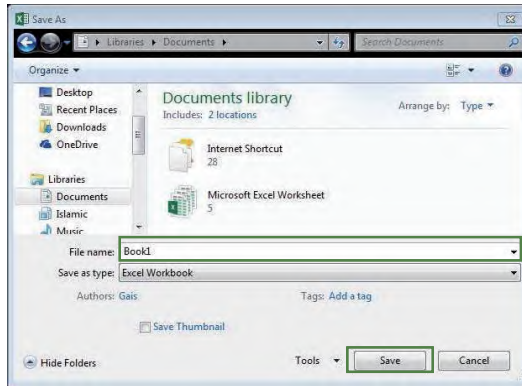 Save As
Libraries ▸ Documents ▸
Search Documents
Organize
Desktop
Recent Places
Downloads
OneDrive
Libraries
Documents
Islamic
Music
Documents library
Includes: 2 locations
Arrange by: Type
Internet Shortcut
28
Microsoft Excel Worksheet
5
File name: Book1
Save as type: Excel Workbook
Authors: Gais
Tags: Add a tag
Save Thumbnail
Hide Folders
Tools
Save
Cancel